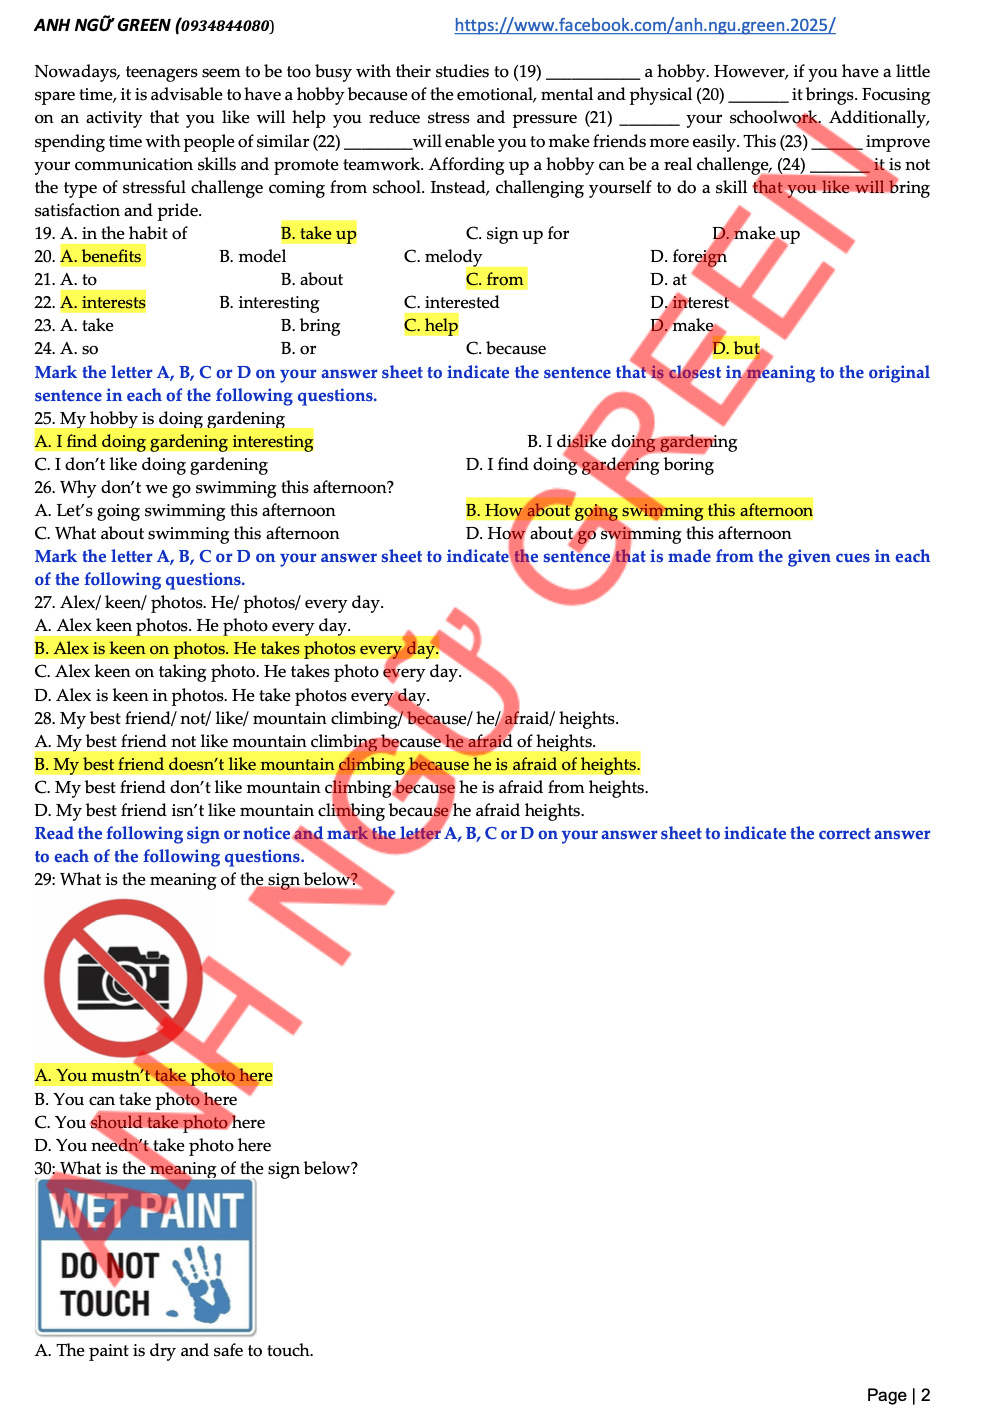 ANH NGỮ GREEN (0934844080) https://www.facebook.com/anh.ngu.green.2025/
Nowadays, teenagers seem to be too busy with their studies to (19) ___________ a hobby. However, if you have a little
spare time, it is advisable to have a hobby because of the emotional, mental and physical (20) _______ it brings. Focusing
on an activity that you like will help you reduce stress and pressure (21) _______ your schoolwork. Additionally,
spending time with people of similar (22) ________will enable you to make friends more easily. This (23) ______ improve
your communication skills and promote teamwork. Affording up a hobby can be a real challenge, (24) _______ it is not
the type of stressful challenge coming from school. Instead, challenging yourself to do a skill that you like will bring
satisfaction and pride.
19. A. in the habit of B. take up C. sign up for D. make up
20. A. benefits B. model C. melody D. foreign
21. A. to B. about C. from D. at
22. A. interests B. interesting C. interested D. interest
23. A. take B. bring C. help D. make
24. A. so B. or C. because D. but
Mark the letter A, B, C or D on your answer sheet to indicate the sentence that is closest in meaning to the original
sentence in each of the following questions.
25. My hobby is doing gardening
A. I find doing gardening interesting B. I dislike doing gardening
C. I don't like doing gardening D. I find doing gardening boring
26. Why don't we go swimming this afternoon?
A. Let's going swimming this afternoon B. How about going swimming this afternoon
C. What about swimming this afternoon D. How about go swimming this afternoon
Mark the letter A, B, C or D on your answer sheet to indicate the sentence that is made from the given cues in each
of the following questions.
27. Alex/ keen/ photos. He/ photos/ every day.
A. Alex keen photos. He photo every day.
B. Alex is keen on photos. He takes photos every day.
C. Alex keen on taking photo. He takes photo every day.
D. Alex is keen in photos. He take photos every day.
28. My best friend/ not/ like/ mountain climbing/ because/ he/ afraid/ heights.
A. My best friend not like mountain climbing because he afraid of heights.
B. My best friend doesn't like mountain climbing because he is afraid of heights.
C. My best friend don't like mountain climbing because he is afraid from heights.
D. My best friend isn't like mountain climbing because he afraid heights.
Read the following sign or notice and mark the letter A, B, C or D on your answer sheet to indicate the correct answer
to each of the following questions.
29: What is the meaning of the sign below?
A. You mustn't take photo here
B. You can take photo here
C. You should take photo here
D. You needn't take photo here
30: What is the meaning of the sign below?
WET PAINT
DO NOT
TOUCH
A. The paint is dry and safe to touch.
Page | 2
ANH NGỮ GREEN